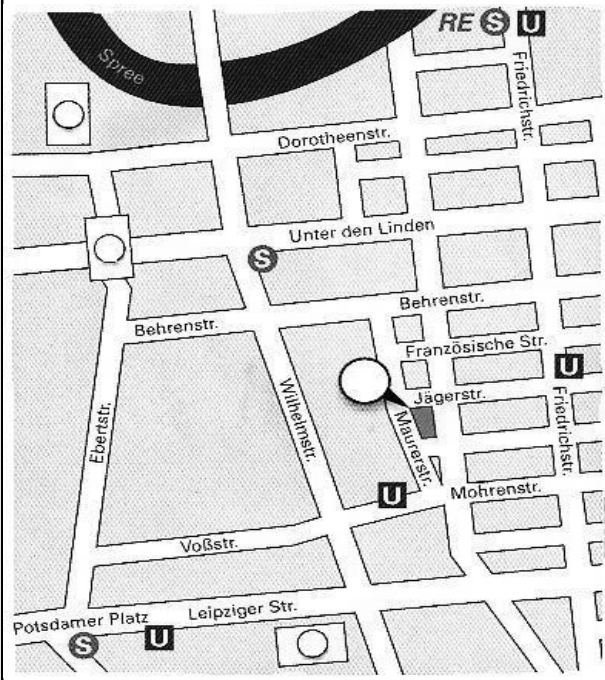 RE S U
Spree
Friedrichstr.
Dorotheenstr.
Unter den Linden
S
Behrenstr.
Behrenstr.
Französische Str.
U
Jägerstr.
Wilhelmstr.
Maurerstr.
Friedrichstr.
Ebertstr.
U
Mohrenstr.
Voßstr.
Potsdamer Platz
Leipziger Str.
S
U